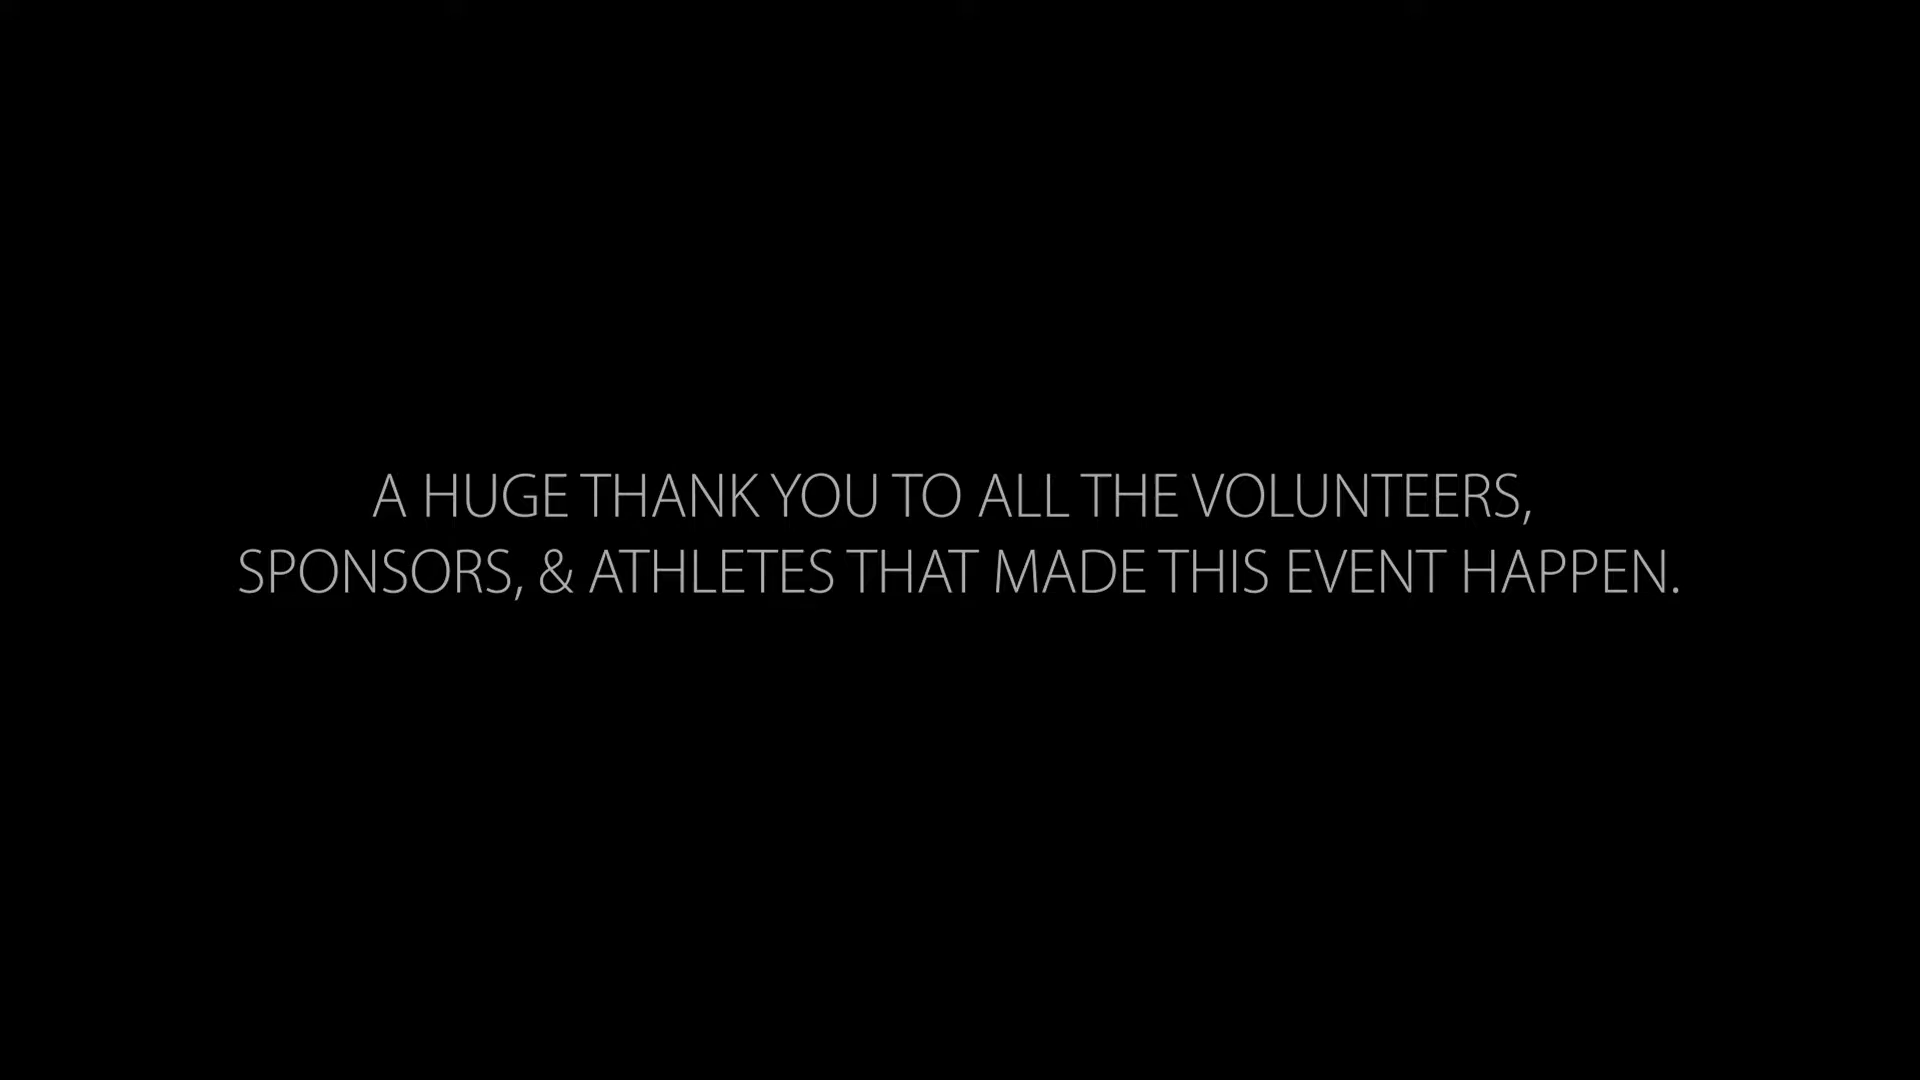 A HUGE THANK YOU TO ALL THE VOLUNTEERS,
SPONSORS, & ATHLETES THAT MADE THIS EVENT HAPPEN.